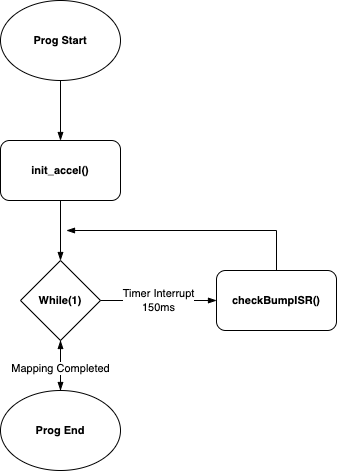 Prog Start
init_accel()
While(1)
Timer Interrupt
150ms
checkBumpISR()
Mapping Completed
Prog End